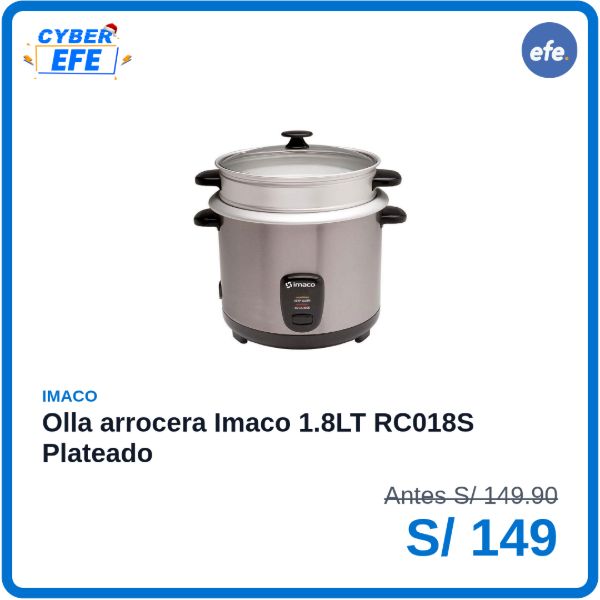 CYBER
EFE
efe.
imaco
IMACO
Olla arrocera Imaco 1.8LT RC018S
Plateado
Antes S/ 149.90
S/ 149